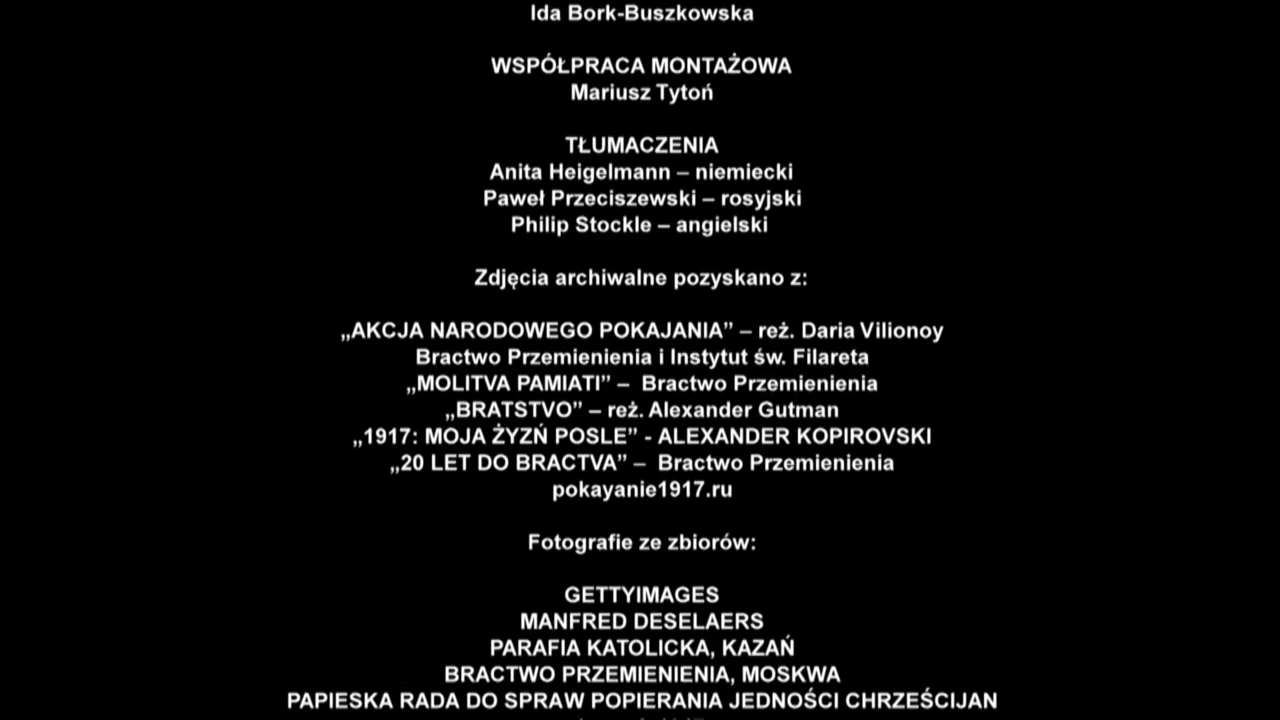 Ida Bork-Buszkowska
WSPÓŁPRACA MONTAŻOWA
Mariusz Tytoń
TŁUMACZENIA
Anita Heigelmann – niemiecki
Paweł Przeciszewski – rosyjski
Philip Stockle – angielski
Zdjęcia archiwalne pozyskano z:
„AKCJA NARODOWEGO POKAJANIA” – reż. Daria Vilionoy
Bractwo Przemienienia i Instytut św. Filareta
„MOLITVA PAMIATI” – Bractwo Przemienienia
„BRATSTVO” – reż. Alexander Gutman
„1917: MOJA ŻYZŃ POSLE” - ALEXANDER KOPIROVSKI
„20 LET DO BRACTVA” – Bractwo Przemienienia
pokayanie1917.ru
Fotografie ze zbiorów:
GETTYIMAGES
MANFRED DESELAERS
PARAFIA KATOLICKA, KAZAŃ
BRACTWO PRZEMIENIENIA, MOSKWA
PAPIESKA RADA DO SPRAW POPIERANIA JEDNOŚCI CHRZEŚCIJAN